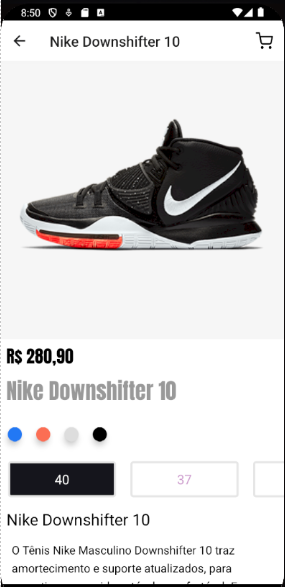 8:50
Nike Downshifter 10
R$ 280,90
Nike Downshifter 10
40
37
Nike Downshifter 10
O Tênis Nike Masculino Downshifter 10 traz
amortecimento e suporte atualizados, para